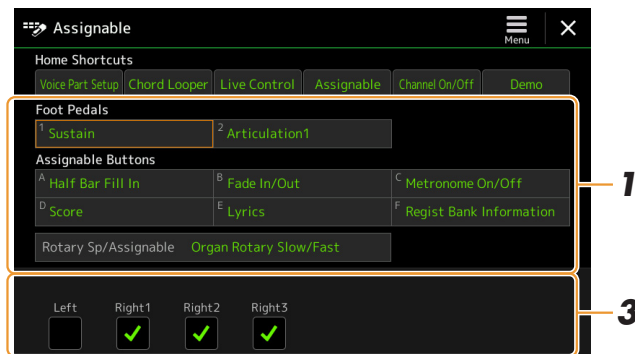 Assignable
Menu
Home Shortcuts
Voice Part Setup Chord Looper Live Control Assignable Channel On/Off Demo
Foot Pedals
1 Sustain 2 Articulation1
Assignable Buttons
A Half Bar Fill In B Fade In/Out C Metronome On/Off
1
D Score E Lyrics F Regist Bank Information
Rotary Sp/Assignable Organ Rotary Slow/Fast
Left Right1 Right2 Right3
3